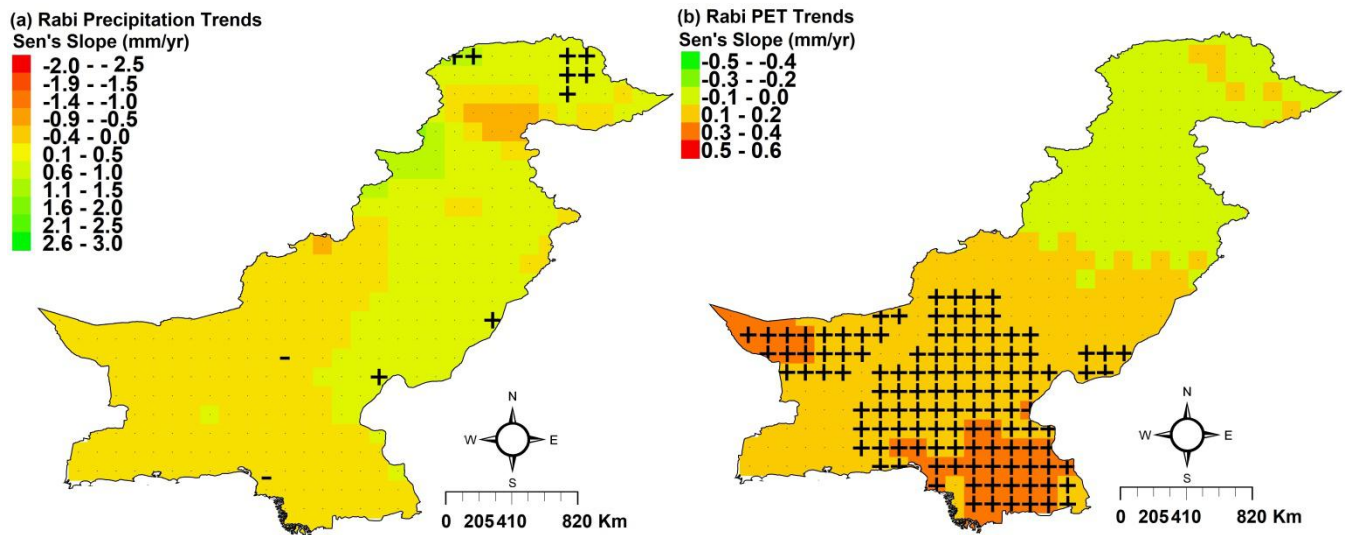 (a) Rabi Precipitation Trends
Sen's Slope (mm/yr)
-2.0 - - 2.5
-1.9 - -1.5
-1.4 - -1.0
-0.9 - -0.5
-0.4 - 0.0
0.1 - 0.5
0.6 - 1.0
1.1 - 1.5
1.6 - 2.0
2.1 - 2.5
2.6 - 3.0
N
W E
S
0 205 410 820 Km
(b) Rabi PET Trends
Sen's Slope (mm/yr)
-0.5 - -0.4
-0.3 - -0.2
-0.1 - 0.0
0.1 - 0.2
0.3 - 0.4
0.5 - 0.6
N
W E
S
0 205 410 820 Km